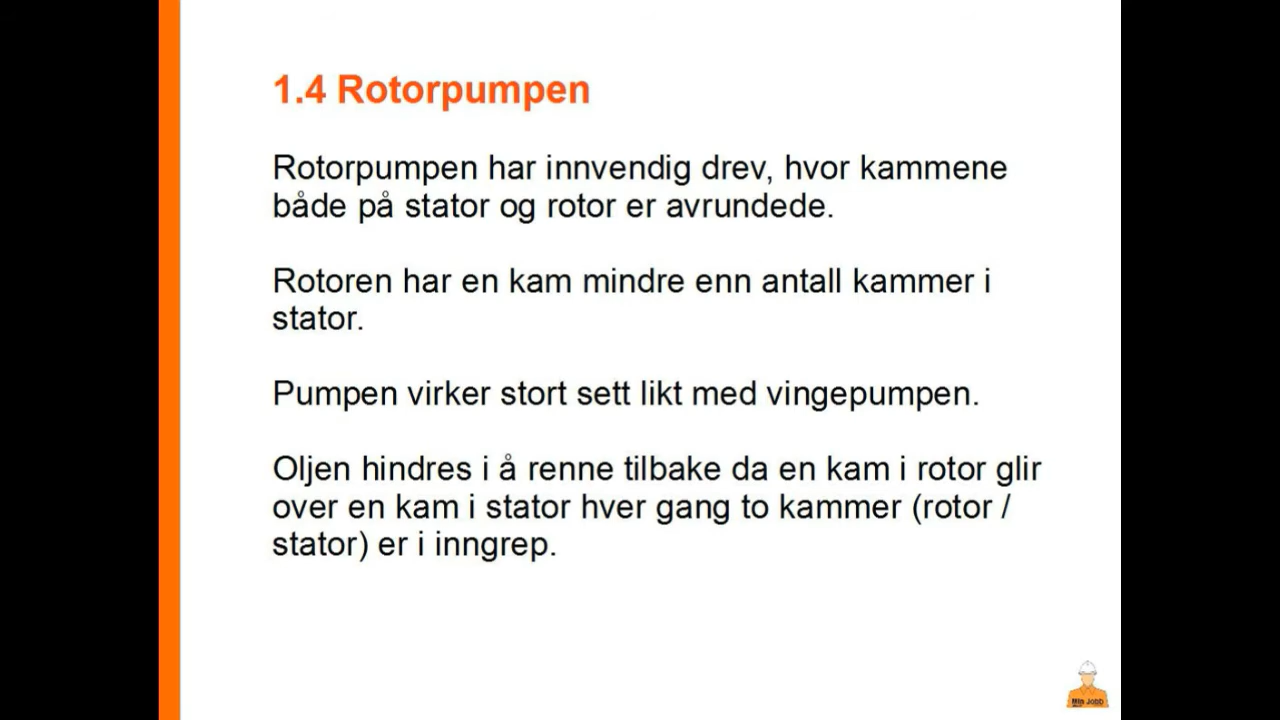 1.4 Rotorpumpen
Rotorpumpen har innvendig drev, hvor kammene
både på stator og rotor er avrundede.
Rotoren har en kam mindre enn antall kammer i
stator.
Pumpen virker stort sett likt med vingepumpen.
Oljen hindres i å renne tilbake da en kam i rotor glir
over en kam i stator hver gang to kammer (rotor /
stator) er i inngrep.
Min Jobb